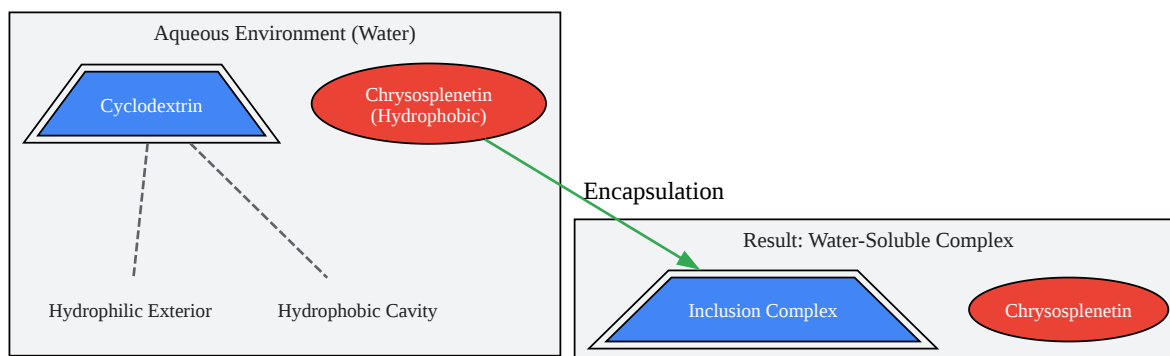 Aqueous Environment (Water)
Cyclodextrin
Chrysosplenetin
(Hydrophobic)
Hydrophilic Exterior
Hydrophobic Cavity
Encapsulation
Result: Water-Soluble Complex
Inclusion Complex
Chrysosplenetin